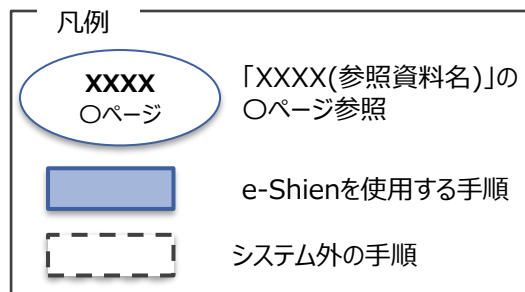 凡例
XXXX
〇ページ
「XXXX(参照資料名)」の
〇ページ参照
e-Shienを使用する手順
システム外の手順